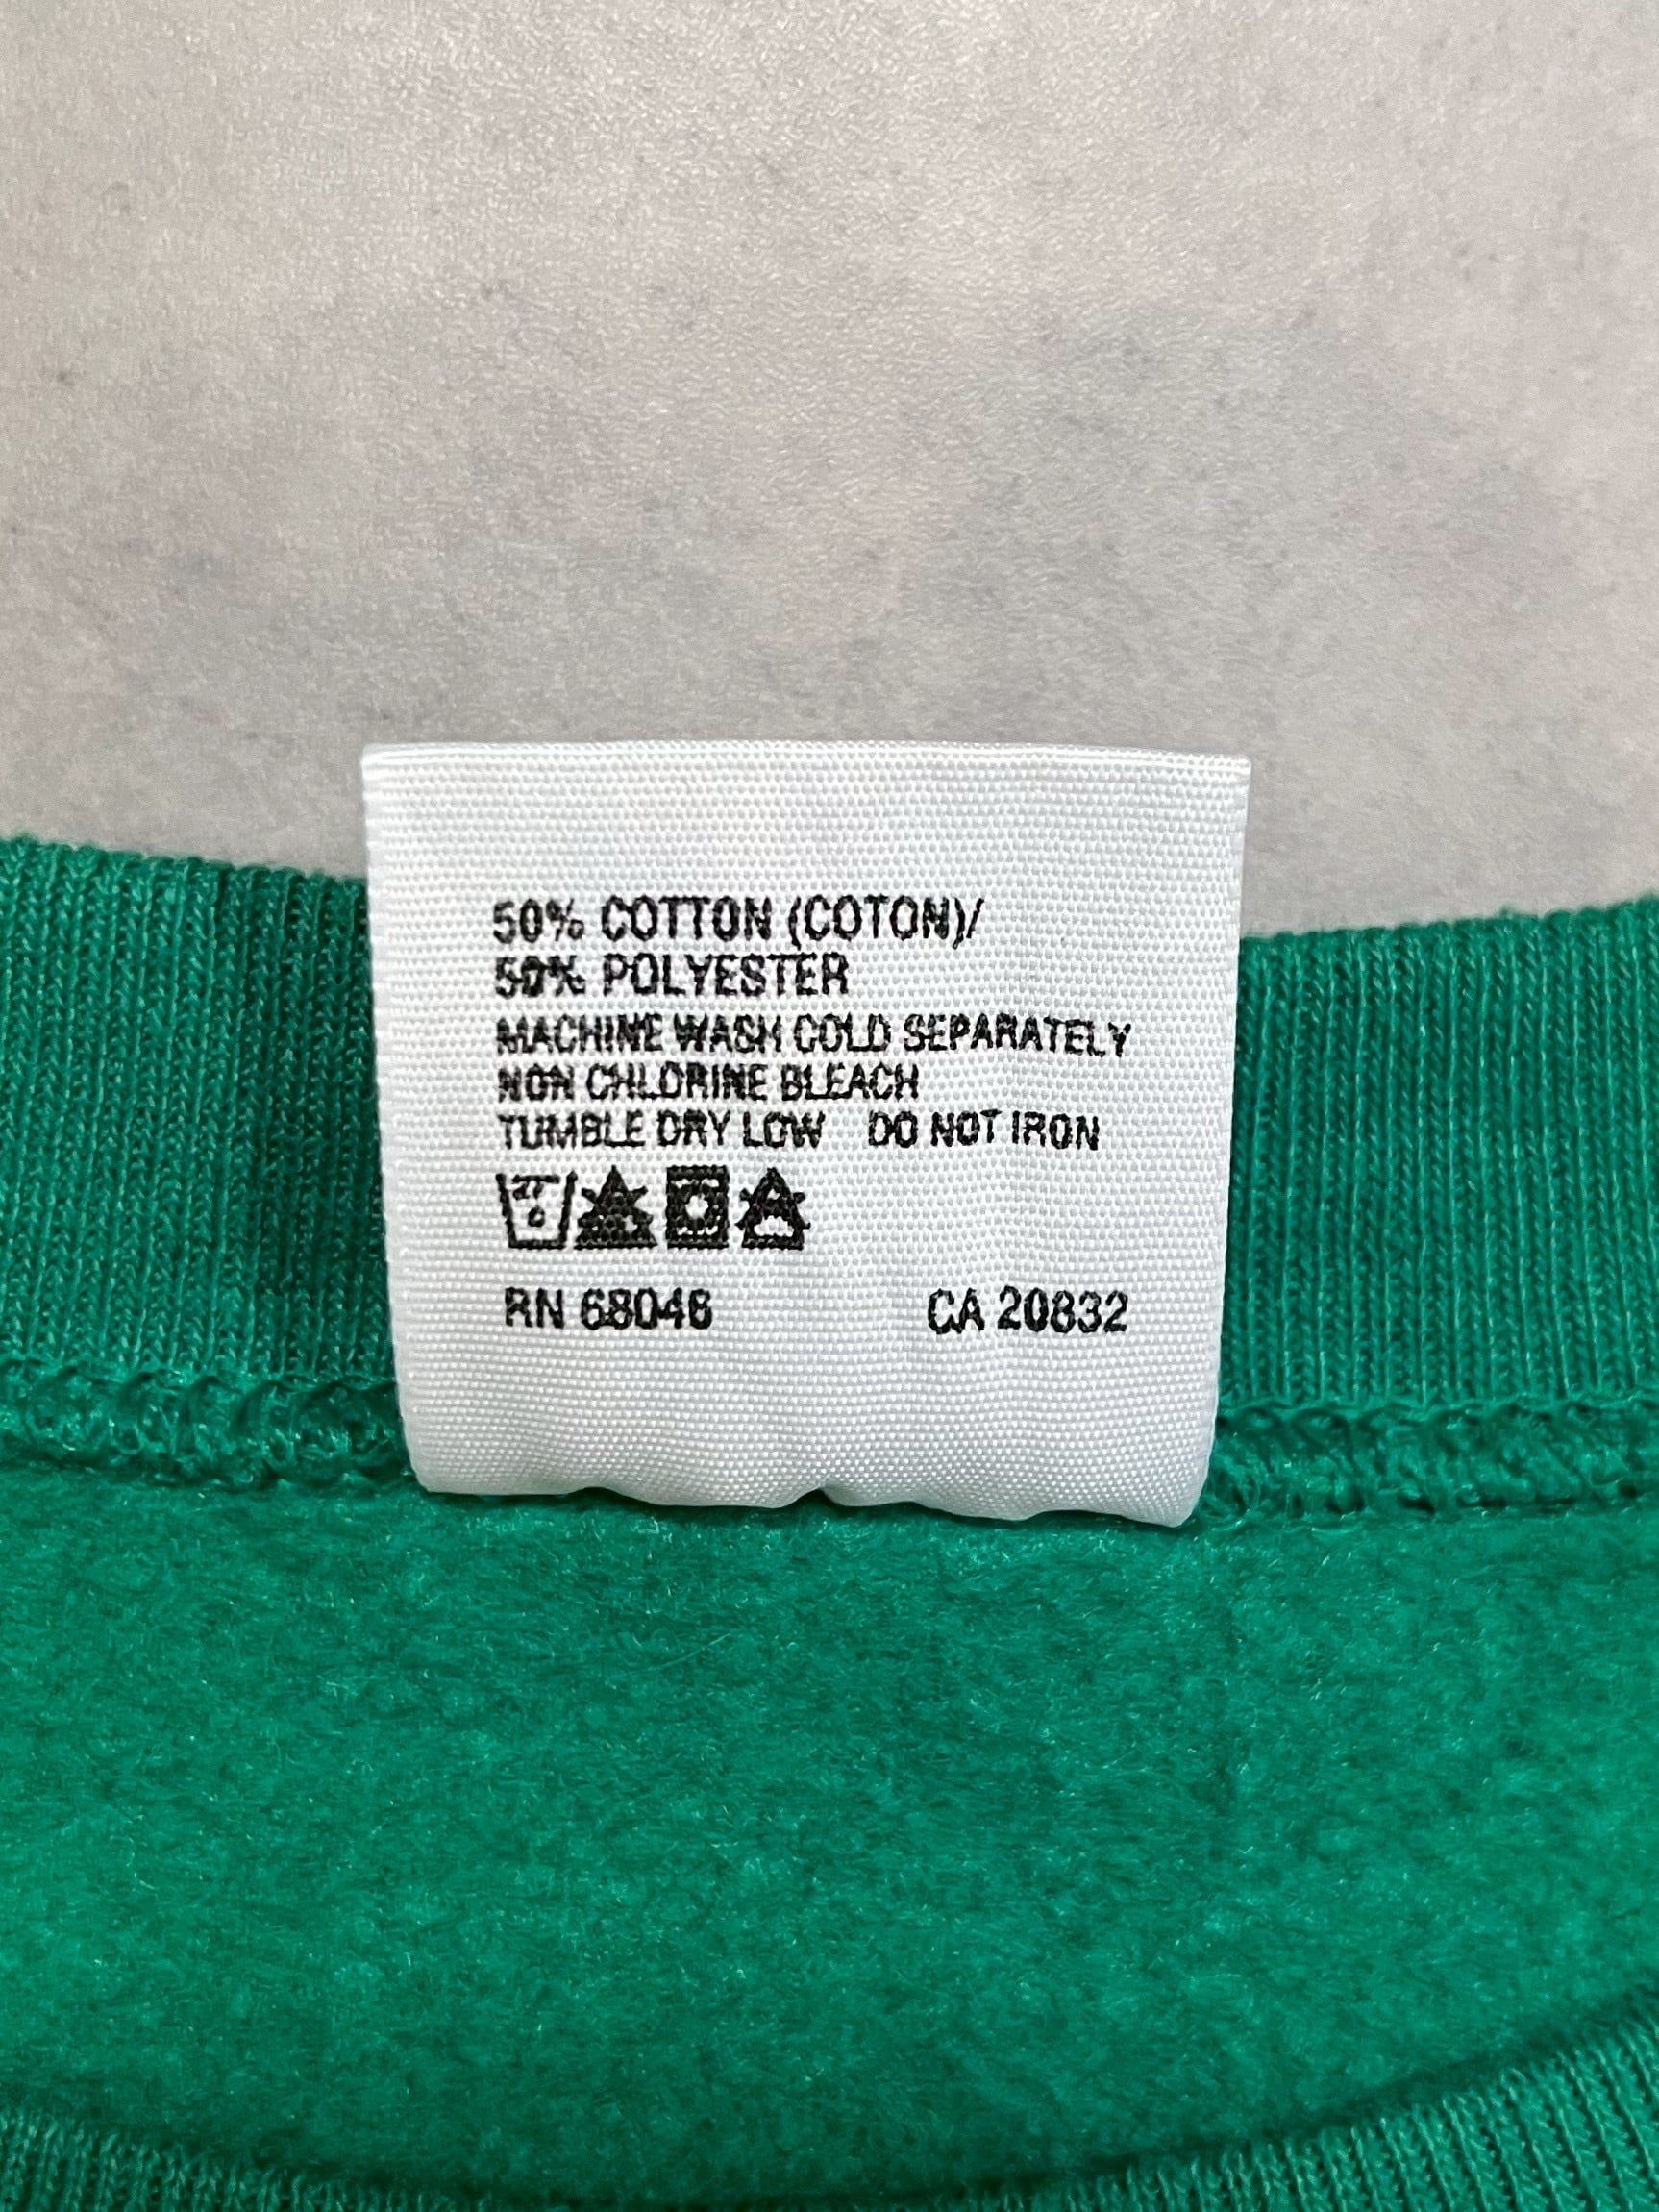 50% COTTON (COTON)/
50% POLYESTER
MACHINE WASH COLD SEPARATELY
NON CHLORINE BLEACH
TUMBLE DRY LOW DO NOT IRON
RN 68046 CA 20832